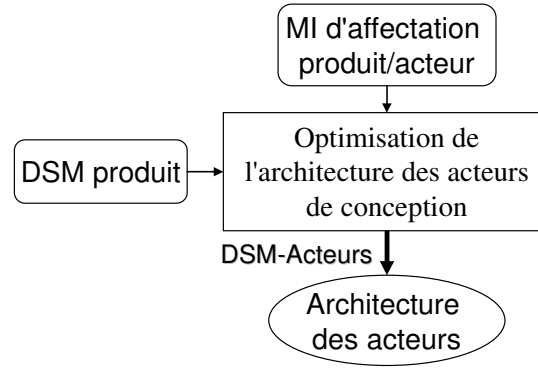 MI d'affectation
produit/acteur
Optimisation de
l'architecture des acteurs
de conception
DSM produit
DSM-Acteurs
Architecture
des acteurs